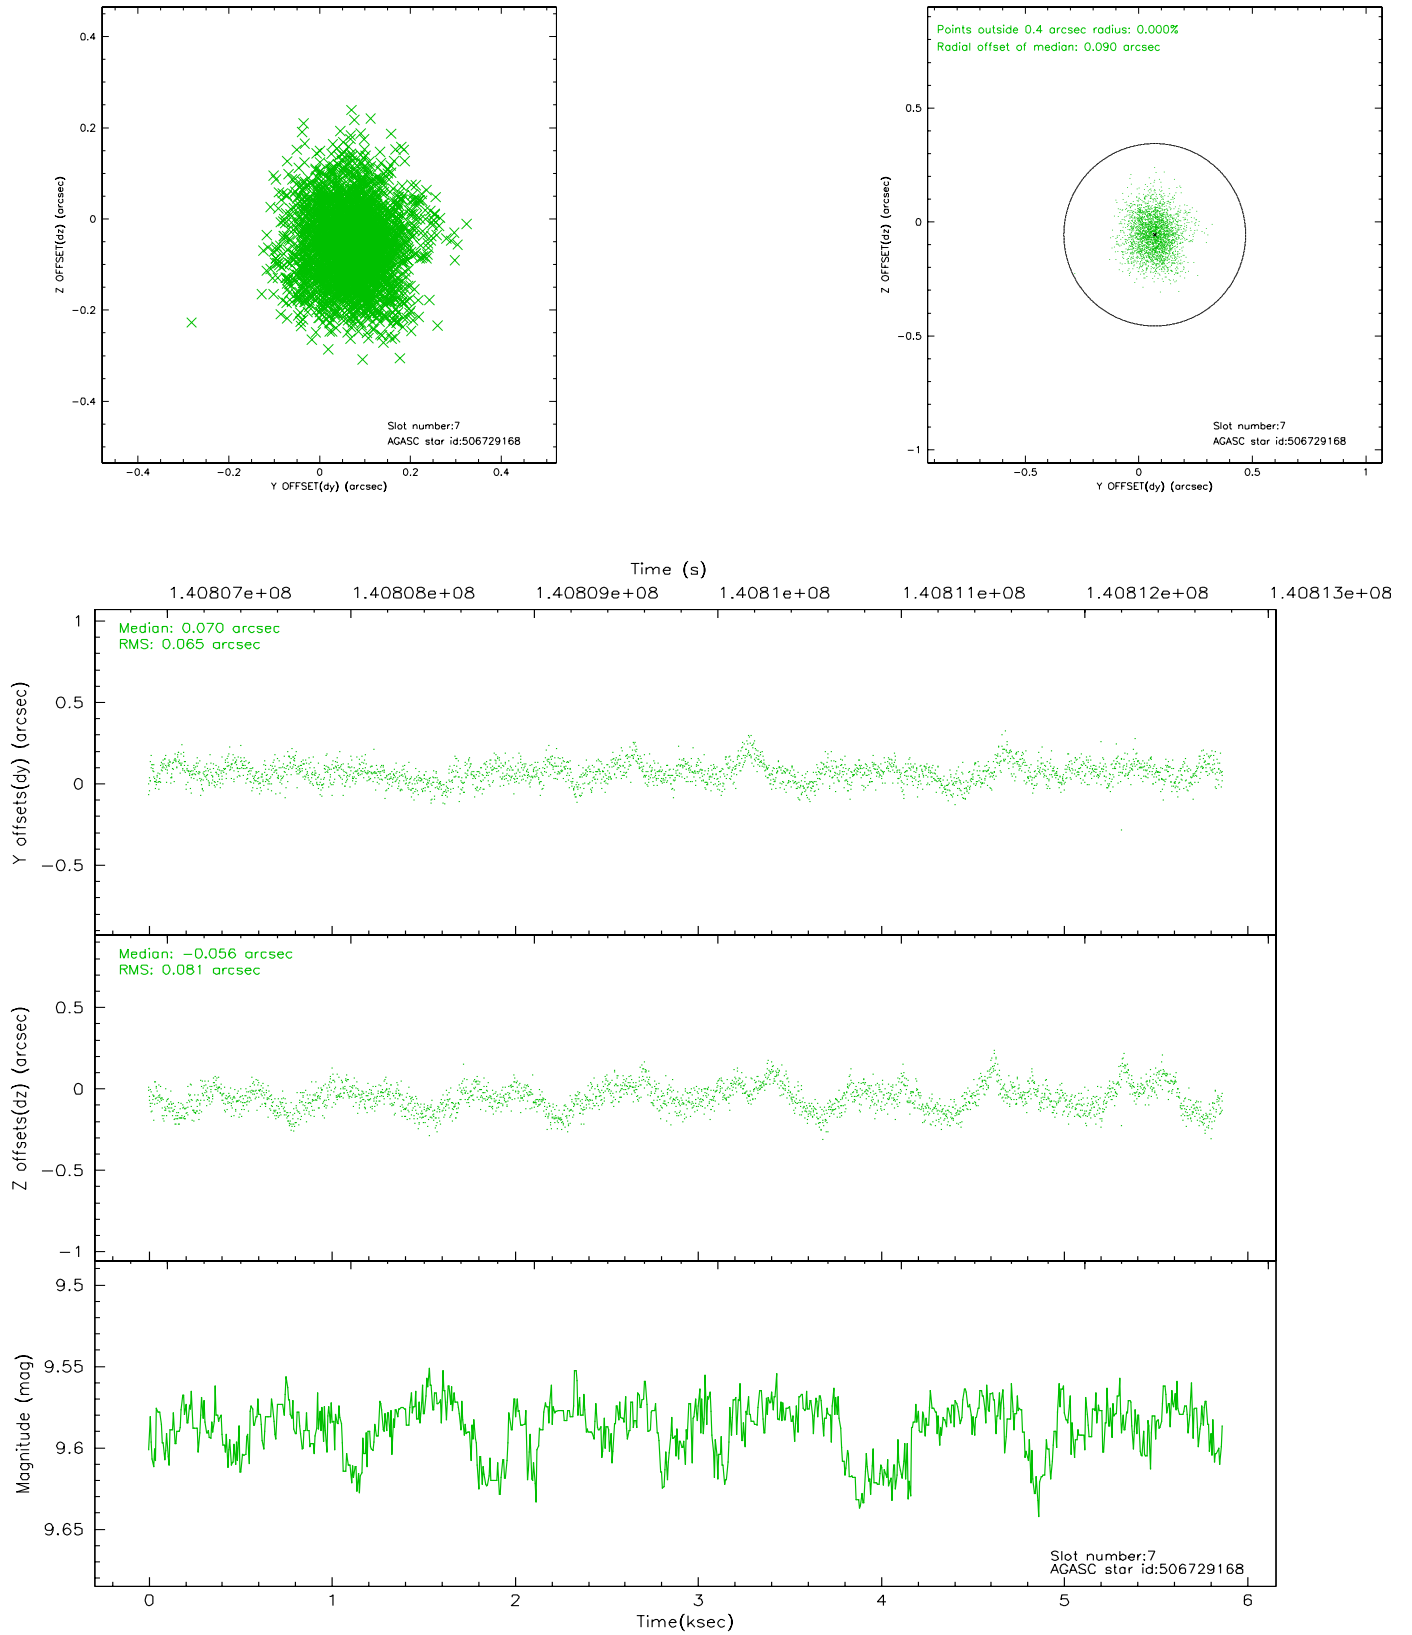 0.4
0.2
0
−0.2
−0.4
Z OFFSET(dz) (arcsec)
Slot number:7
AGASC star id:506729168
−0.4 −0.2 0 0.2 0.4
Y OFFSET(dy) (arcsec)
Points outside 0.4 arcsec radius: 0.000%
Radial offset of median: 0.090 arcsec
0.5
0
−0.5
−1
Z OFFSET(dz) (arcsec)
Slot number:7
AGASC star id:506729168
−0.5 0 0.5 1
Y OFFSET(dy) (arcsec)
Time (s)
1.40807e+08 1.40808e+08 1.40809e+08 1.4081e+08 1.40811e+08 1.40812e+08 1.40813e+08
Median: 0.070 arcsec
RMS: 0.065 arcsec
1
0.5
0
−0.5
Y offsets(dy) (arcsec)
Median: −0.056 arcsec
RMS: 0.081 arcsec
0.5
0
−0.5
−1
Z offsets(dz) (arcsec)
9.5
9.55
9.6
9.65
Magnitude (mag)
Slot number:7
AGASC star id:506729168
0 1 2 3 4 5 6
Time(ksec)